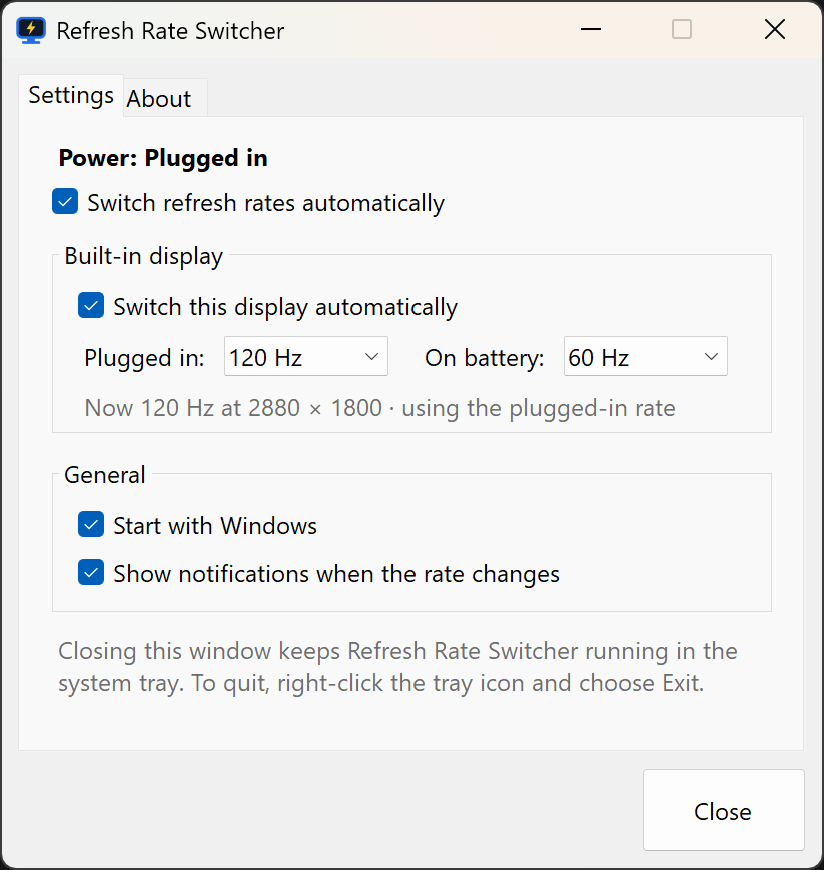 Refresh Rate Switcher
Settings About
Power: Plugged in
Switch refresh rates automatically
Built-in display
Switch this display automatically
Plugged in: 120 Hz On battery: 60 Hz
Now 120 Hz at 2880 × 1800 · using the plugged-in rate
General
Start with Windows
Show notifications when the rate changes
Closing this window keeps Refresh Rate Switcher running in the
system tray. To quit, right-click the tray icon and choose Exit.
Close